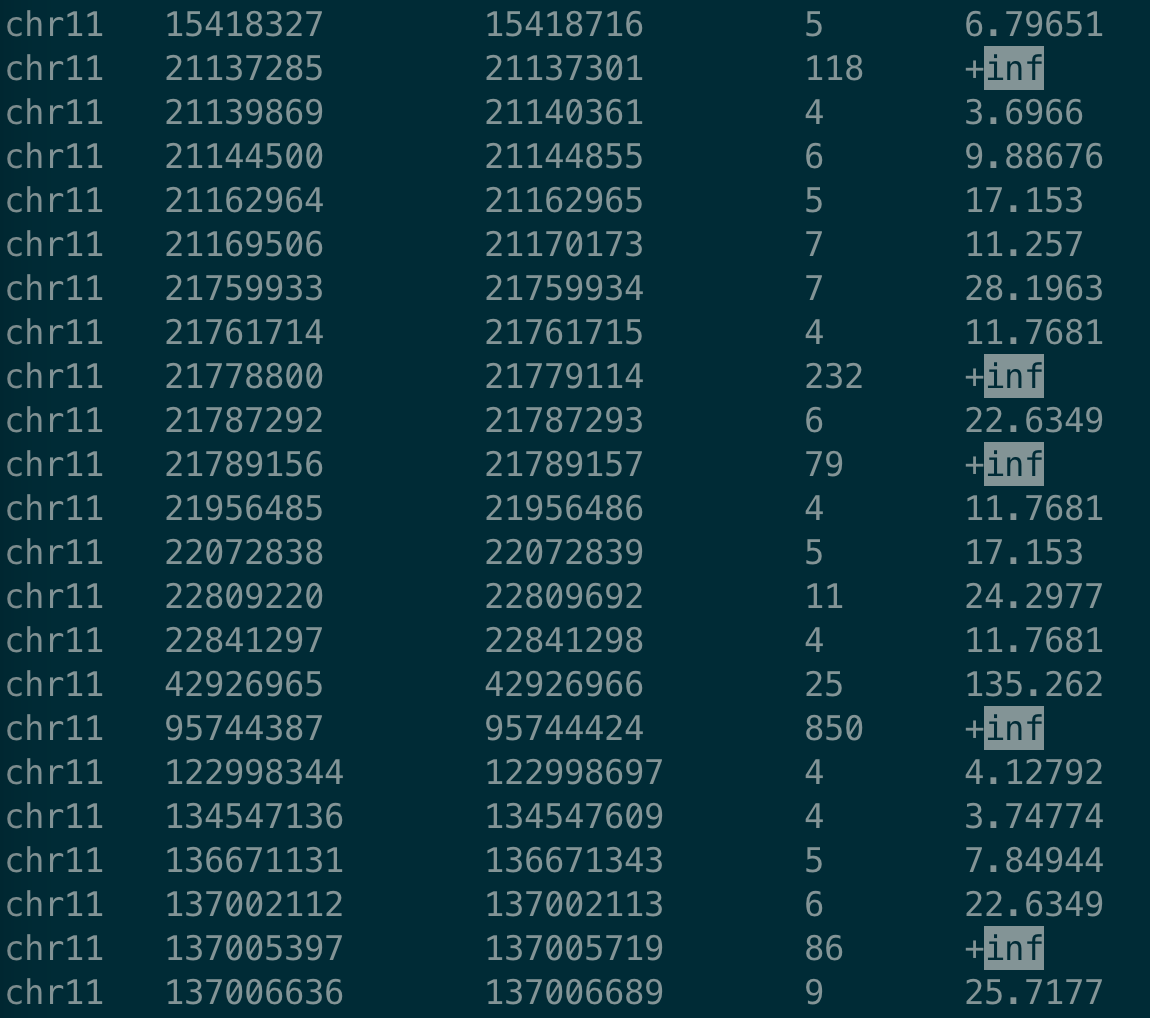 chr11 15418327 15418716 5 6.79651
chr11 21137285 21137301 118 +inf
chr11 21139869 21140361 4 3.6966
chr11 21144500 21144855 6 9.88676
chr11 21162964 21162965 5 17.153
chr11 21169506 21170173 7 11.257
chr11 21759933 21759934 7 28.1963
chr11 21761714 21761715 4 11.7681
chr11 21778800 21779114 232 +inf
chr11 21787292 21787293 6 22.6349
chr11 21789156 21789157 79 +inf
chr11 21956485 21956486 4 11.7681
chr11 22072838 22072839 5 17.153
chr11 22809220 22809692 11 24.2977
chr11 22841297 22841298 4 11.7681
chr11 42926965 42926966 25 135.262
chr11 95744387 95744424 850 +inf
chr11 122998344 122998697 4 4.12792
chr11 134547136 134547609 4 3.74774
chr11 136671131 136671343 5 7.84944
chr11 137002112 137002113 6 22.6349
chr11 137005397 137005719 86 +inf
chr11 137006636 137006689 9 25.7177